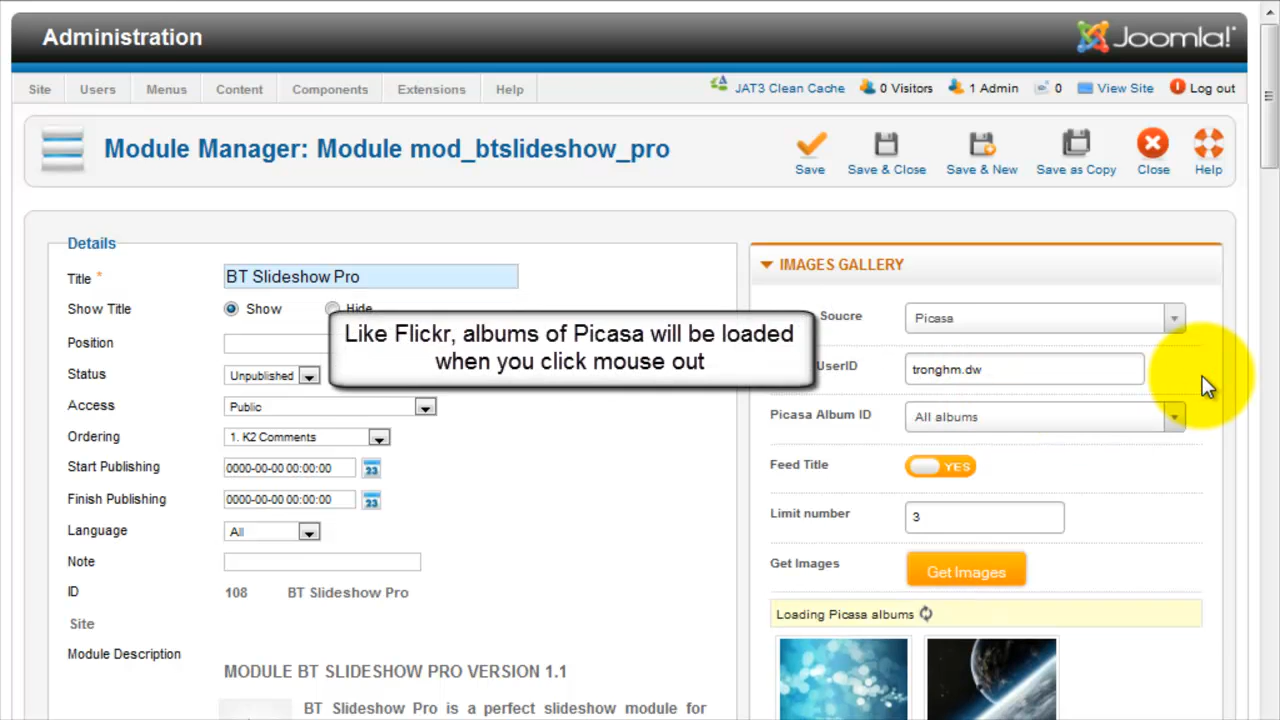 Administration
Joomla!
Site Users Menus Content Components Extensions Help
JAT3 Clean Cache 0 Visitors 1 Admin 0 View Site Log out
Module Manager: Module mod_btslideshow_pro
Save Save & Close Save & New Save as Copy Close Help
Details
Title *
BT Slideshow Pro
Show Title
Show
Hide
Position
Status
Unpublished
Access
Public
Ordering
1. K2 Comments
Start Publishing
0000-00-00 00:00:00
23
Finish Publishing
0000-00-00 00:00:00
23
Language
All
Note
ID
108
BT Slideshow Pro
Site
Module Description
MODULE BT SLIDESHOW PRO VERSION 1.1
BT Slideshow Pro is a perfect slideshow module for
Like Flickr, albums of Picasa will be loaded
when you click mouse out
IMAGES GALLERY
Soucre
Picasa
UserID
tronghm.dw
Picasa Album ID
All albums
Feed Title
YES
Limit number
3
Get Images
Get Images
Loading Picasa albums